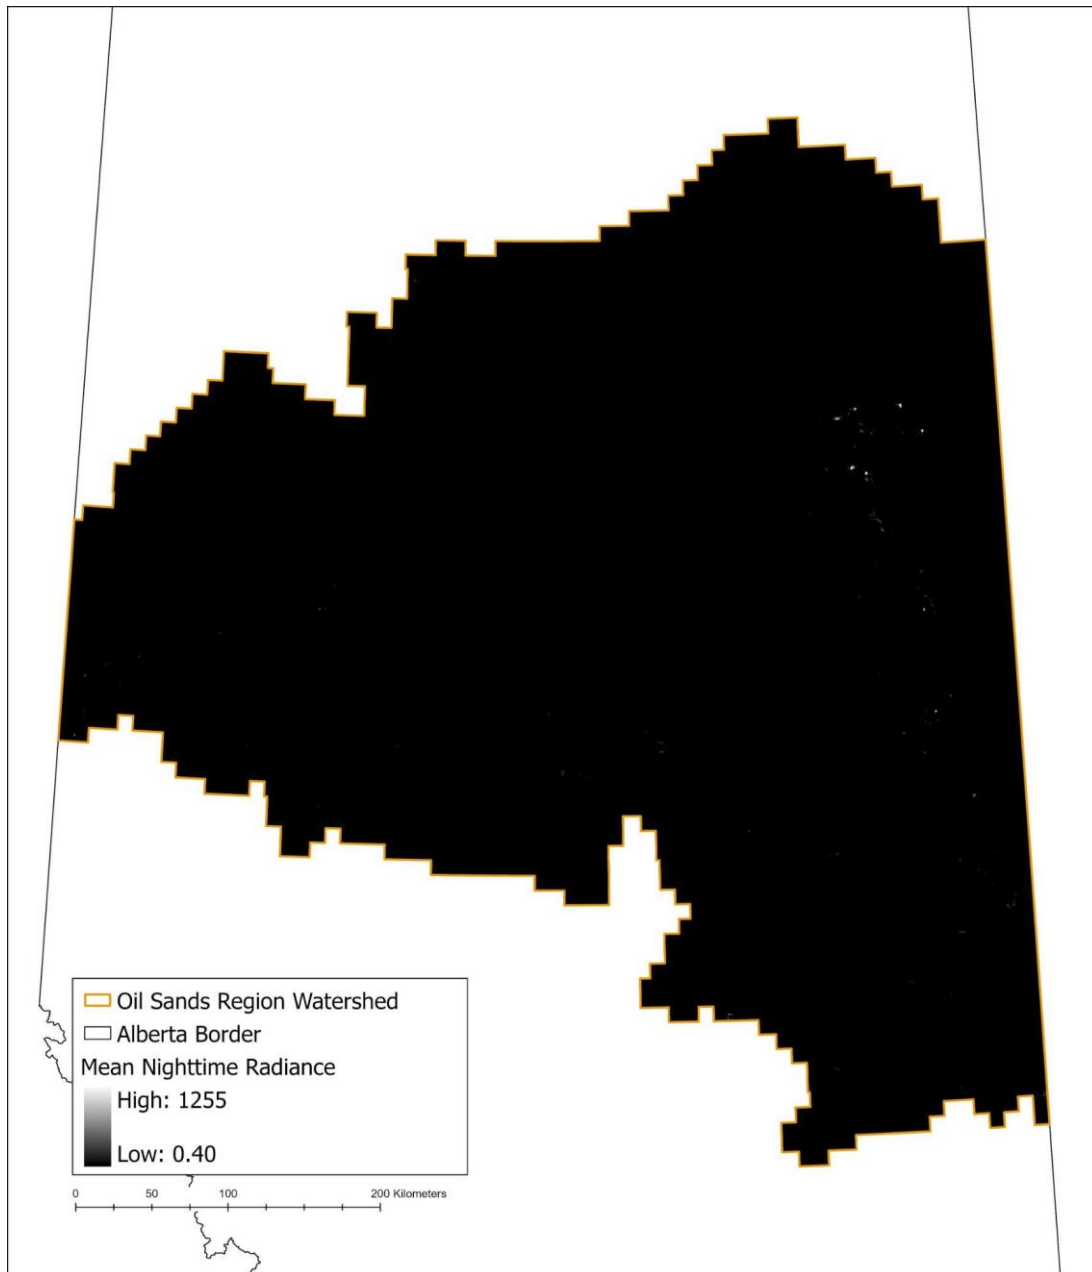 Oil Sands Region Watershed
Alberta Border
Mean Nighttime Radiance
High: 1255
Low: 0.40
0 50 100 200 Kilometers